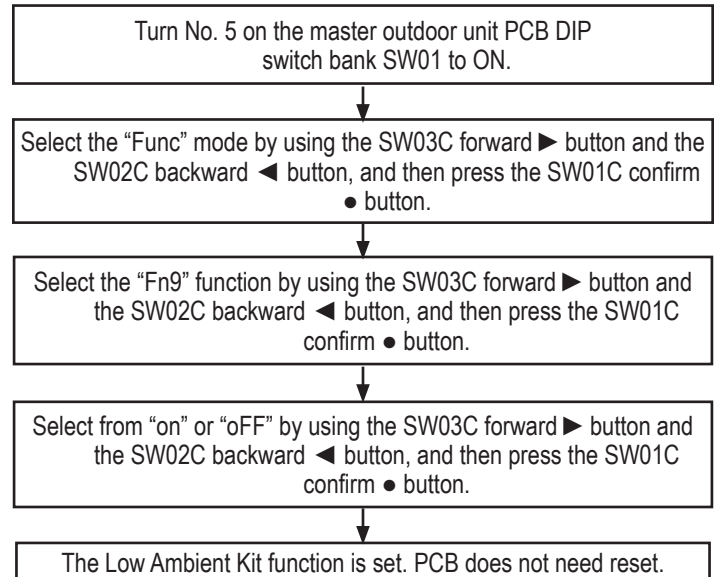 Turn No. 5 on the master outdoor unit PCB DIP
switch bank SW01 to ON.
Select the “Func” mode by using the SW03C forward ► button and the
SW02C backward ◄ button, and then press the SW01C confirm
● button.
Select the “Fn9” function by using the SW03C forward ► button and
the SW02C backward ◄ button, and then press the SW01C
confirm ● button.
Select from “on” or “oFF” by using the SW03C forward ► button and
the SW02C backward ◄ button, and then press the SW01C
confirm ● button.
The Low Ambient Kit function is set. PCB does not need reset.